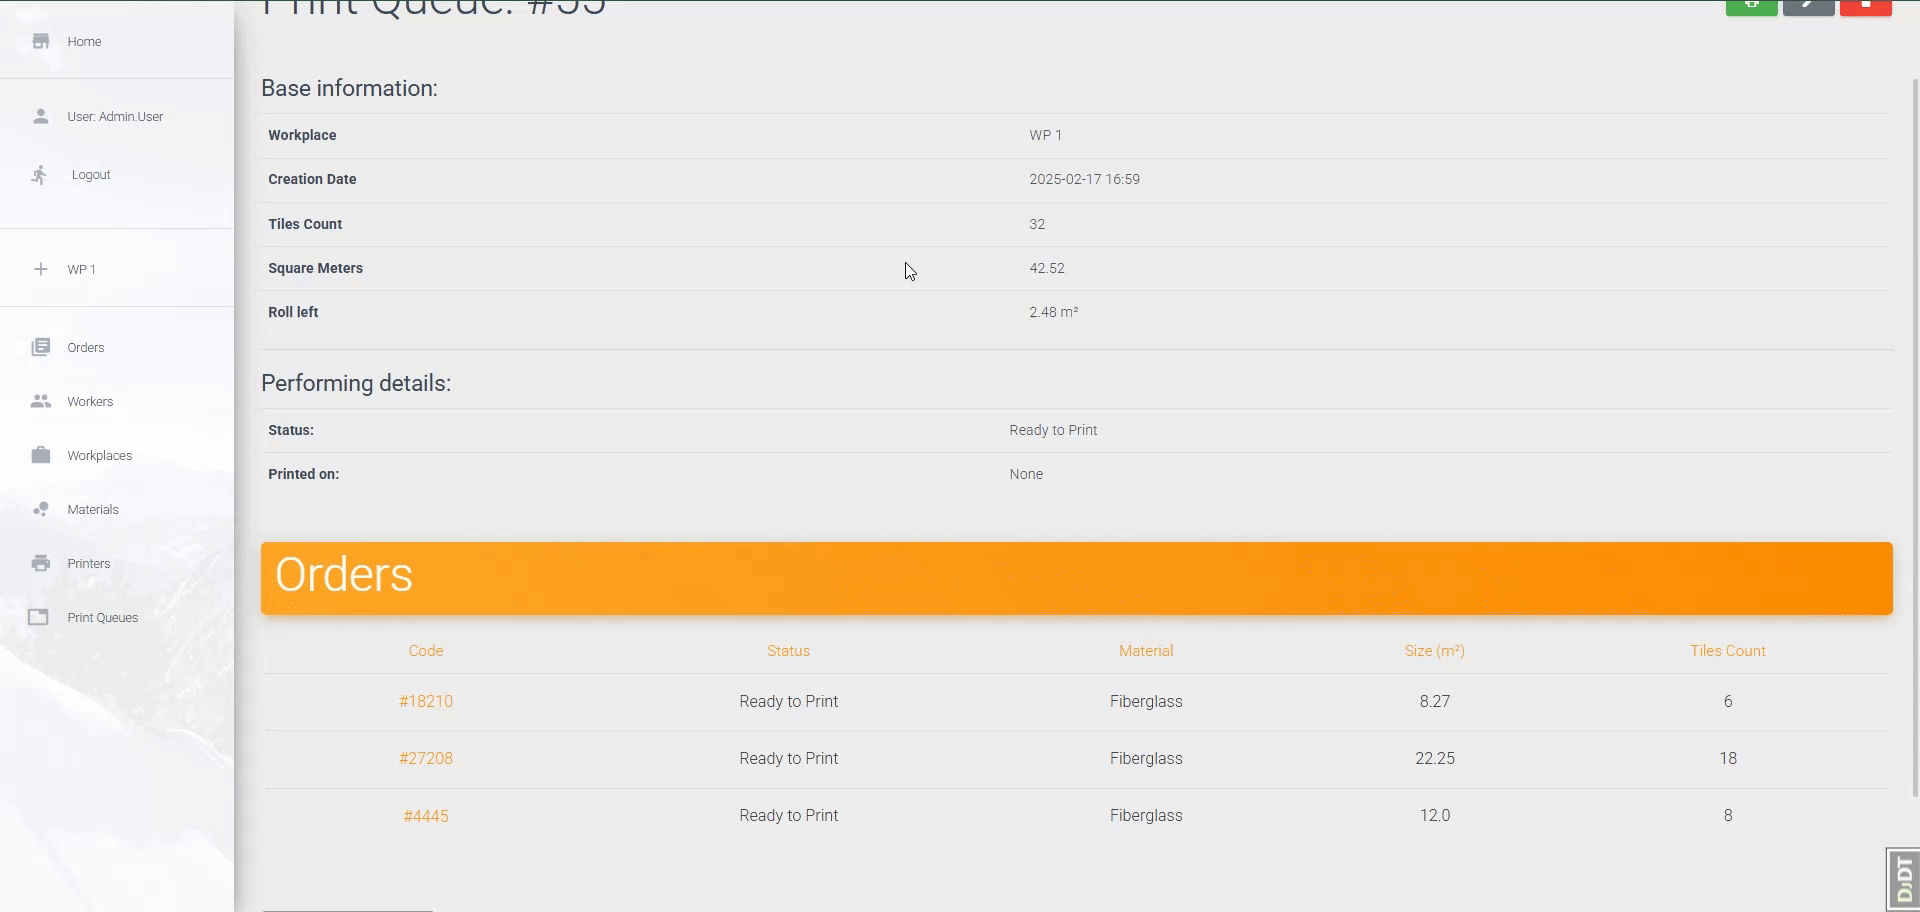 Print Queue: #55
Home
User: Admin.User
Logout
WP 1
Orders
Workers
Workplaces
Materials
Printers
Print Queues
Base information:
Workplace WP 1
Creation Date 2025-02-17 16:59
Tiles Count 32
Square Meters 42.52
Roll left 2.48 m²
Performing details:
Status: Ready to Print
Printed on: None
Orders
Code Status Material Size (m²) Tiles Count
#18210 Ready to Print Fiberglass 8.27 6
#27208 Ready to Print Fiberglass 22.25 18
#4445 Ready to Print Fiberglass 12.0 8
DjDT